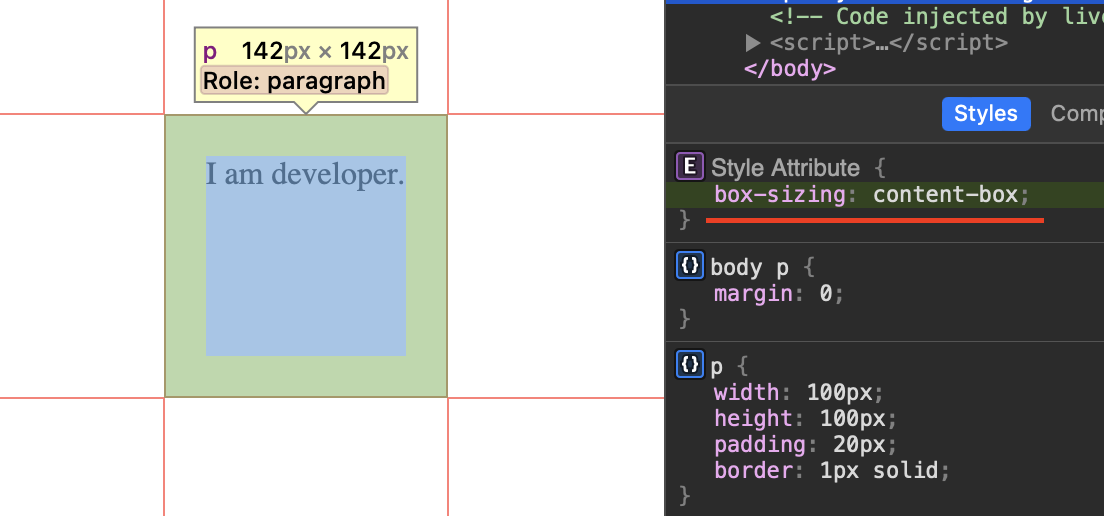 p 142px × 142px
Role: paragraph
I am developer.
<!-- Code injected by live
▶ <script>…</script>
</body>
Styles Comp
E Style Attribute {
box-sizing: content-box;
}
{} body p {
margin: 0;
}
{} p {
width: 100px;
height: 100px;
padding: 20px;
border: 1px solid;
}